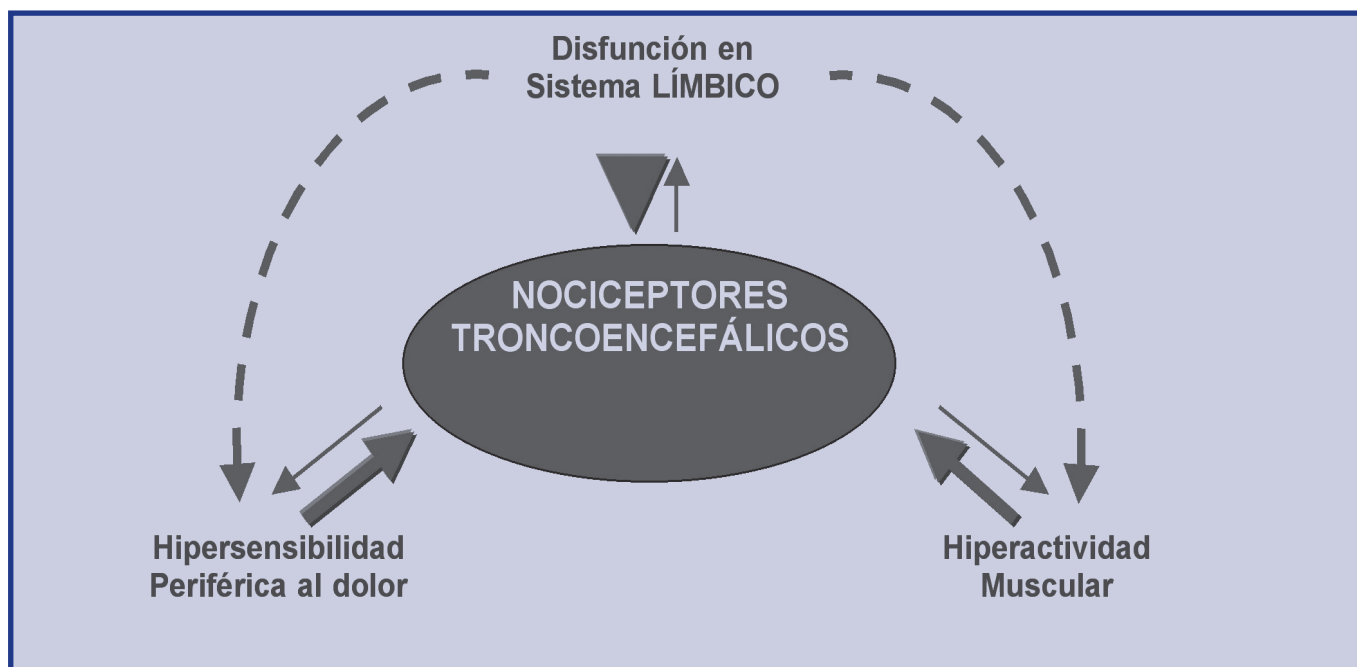 Disfunción en
Sistema LÍMBICO
NOCICEPTORES
TRONCOENCEFÁLICOS
Hipersensibilidad
Periférica al dolor
Hiperactividad
Muscular